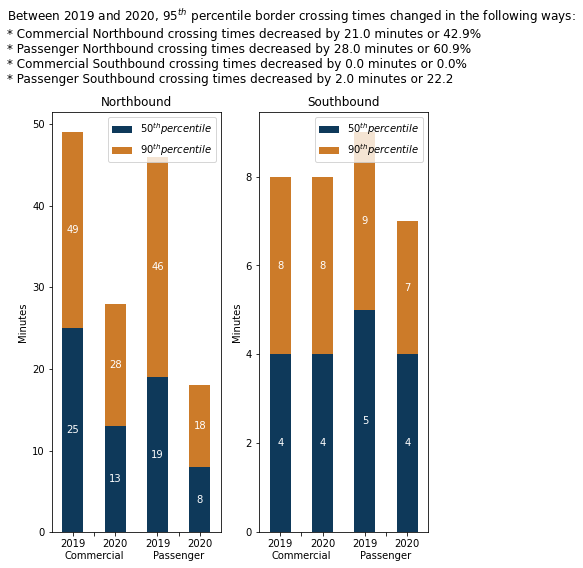 Between 2019 and 2020, 95th percentile border crossing times changed in the following ways:
* Commercial Northbound crossing times decreased by 21.0 minutes or 42.9%
* Passenger Northbound crossing times decreased by 28.0 minutes or 60.9%
* Commercial Southbound crossing times decreased by 0.0 minutes or 0.0%
* Passenger Southbound crossing times decreased by 2.0 minutes or 22.2
Northbound
50th percentile
90th percentile
Minutes
50
40
30
20
10
0
49
46
28
18
25
13
19
8
2019 2020 2019 2020
Commercial Passenger
Southbound
50th percentile
90th percentile
Minutes
8
6
4
2
0
8
8
9
7
4
4
5
4
2019 2020 2019 2020
Commercial Passenger